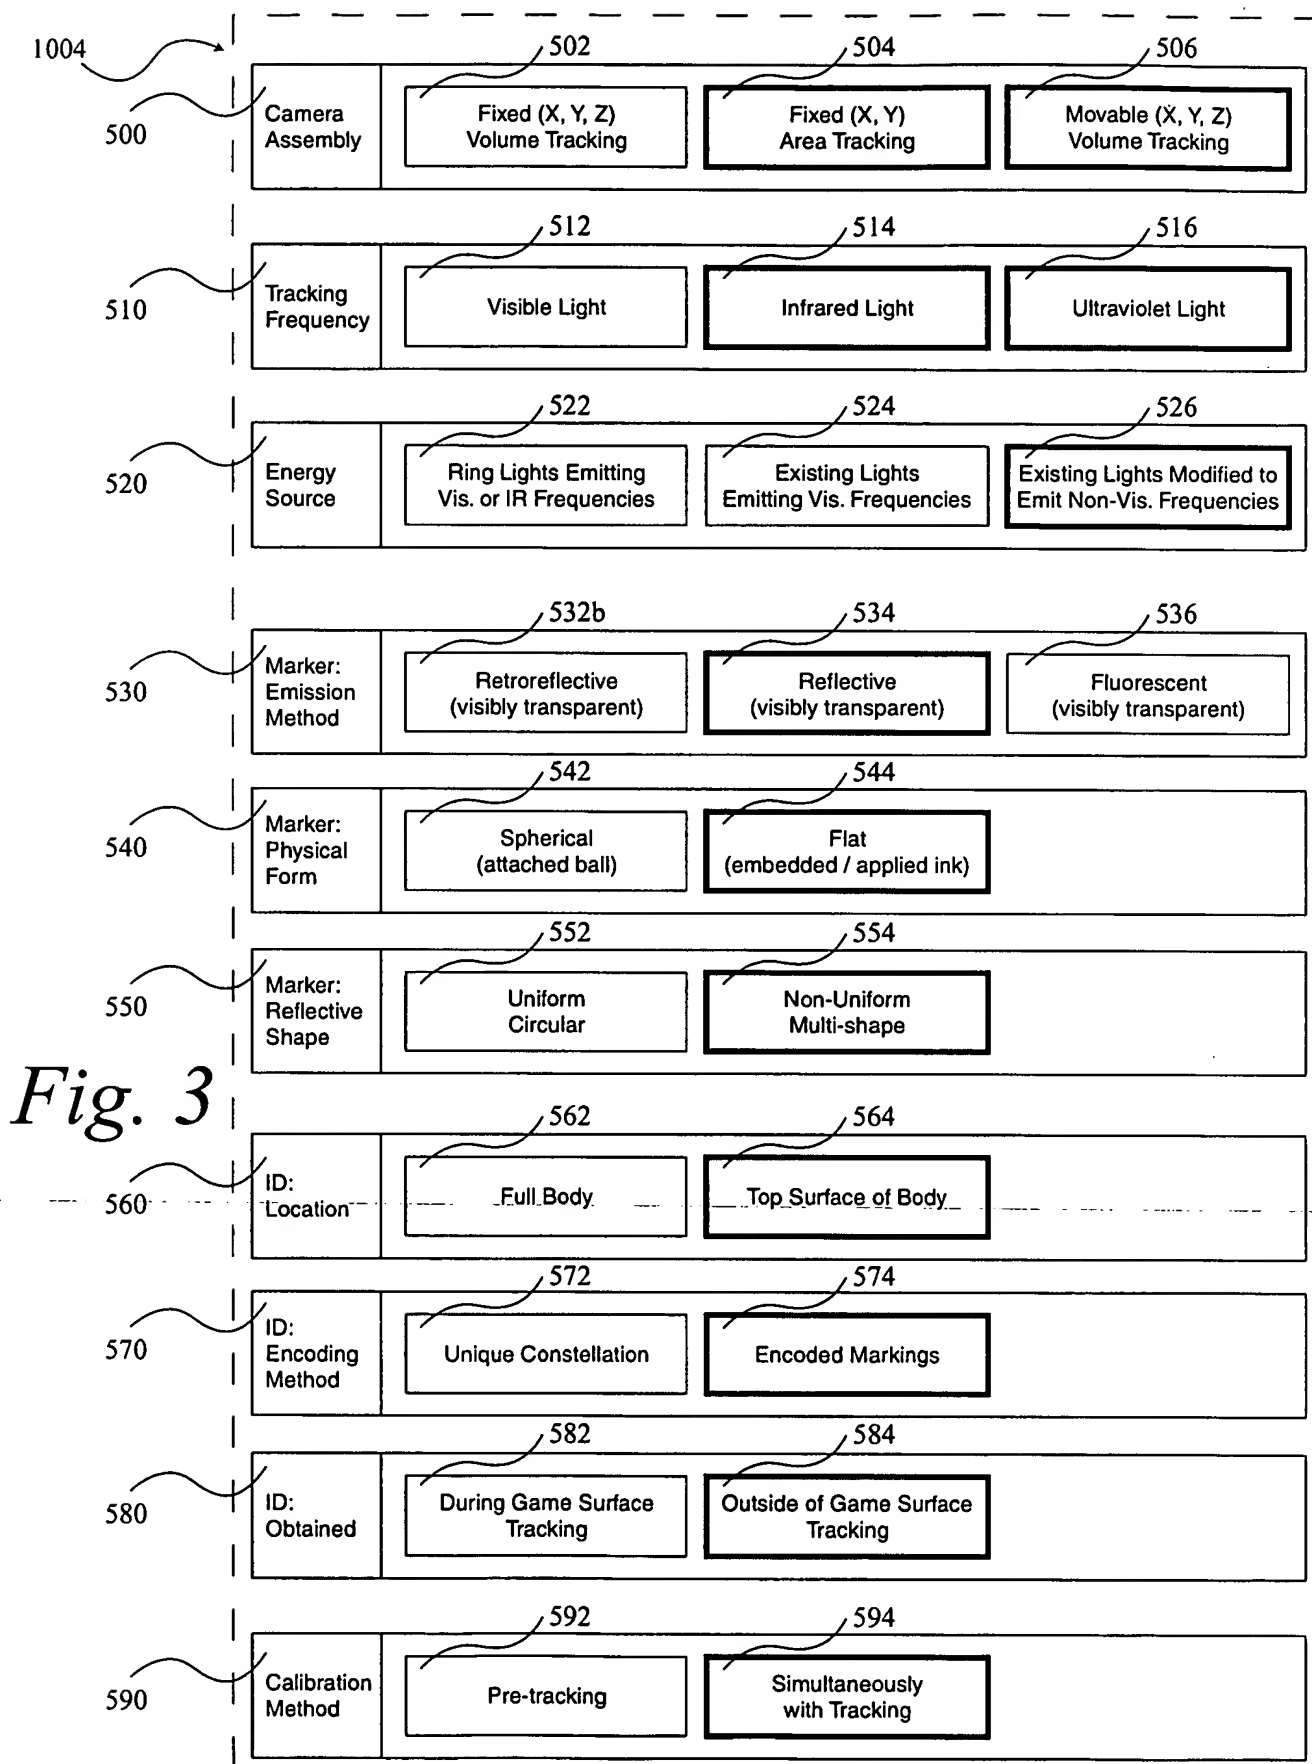 1004
500
Camera
Assembly
502
Fixed (X, Y, Z)
Volume Tracking
504
Fixed (X, Y)
Area Tracking
506
Movable (X, Y, Z)
Volume Tracking
510
Tracking
Frequency
512
Visible Light
514
Infrared Light
516
Ultraviolet Light
520
Energy
Source
522
Ring Lights Emitting
Vis. or IR Frequencies
524
Existing Lights
Emitting Vis. Frequencies
526
Existing Lights Modified to
Emit Non-Vis. Frequencies
530
Marker:
Emission
Method
532b
Retroreflective
(visibly transparent)
534
Reflective
(visibly transparent)
536
Fluorescent
(visibly transparent)
540
Marker:
Physical
Form
542
Spherical
(attached ball)
544
Flat
(embedded / applied ink)
550
Marker:
Reflective
Shape
552
Uniform
Circular
554
Non-Uniform
Multi-shape
Fig. 3
560
ID:
Location
562
Full Body
564
Top Surface of Body
570
ID:
Encoding
Method
572
Unique Constellation
574
Encoded Markings
580
ID:
Obtained
582
During Game Surface
Tracking
584
Outside of Game Surface
Tracking
590
Calibration
Method
592
Pre-tracking
594
Simultaneously
with Tracking